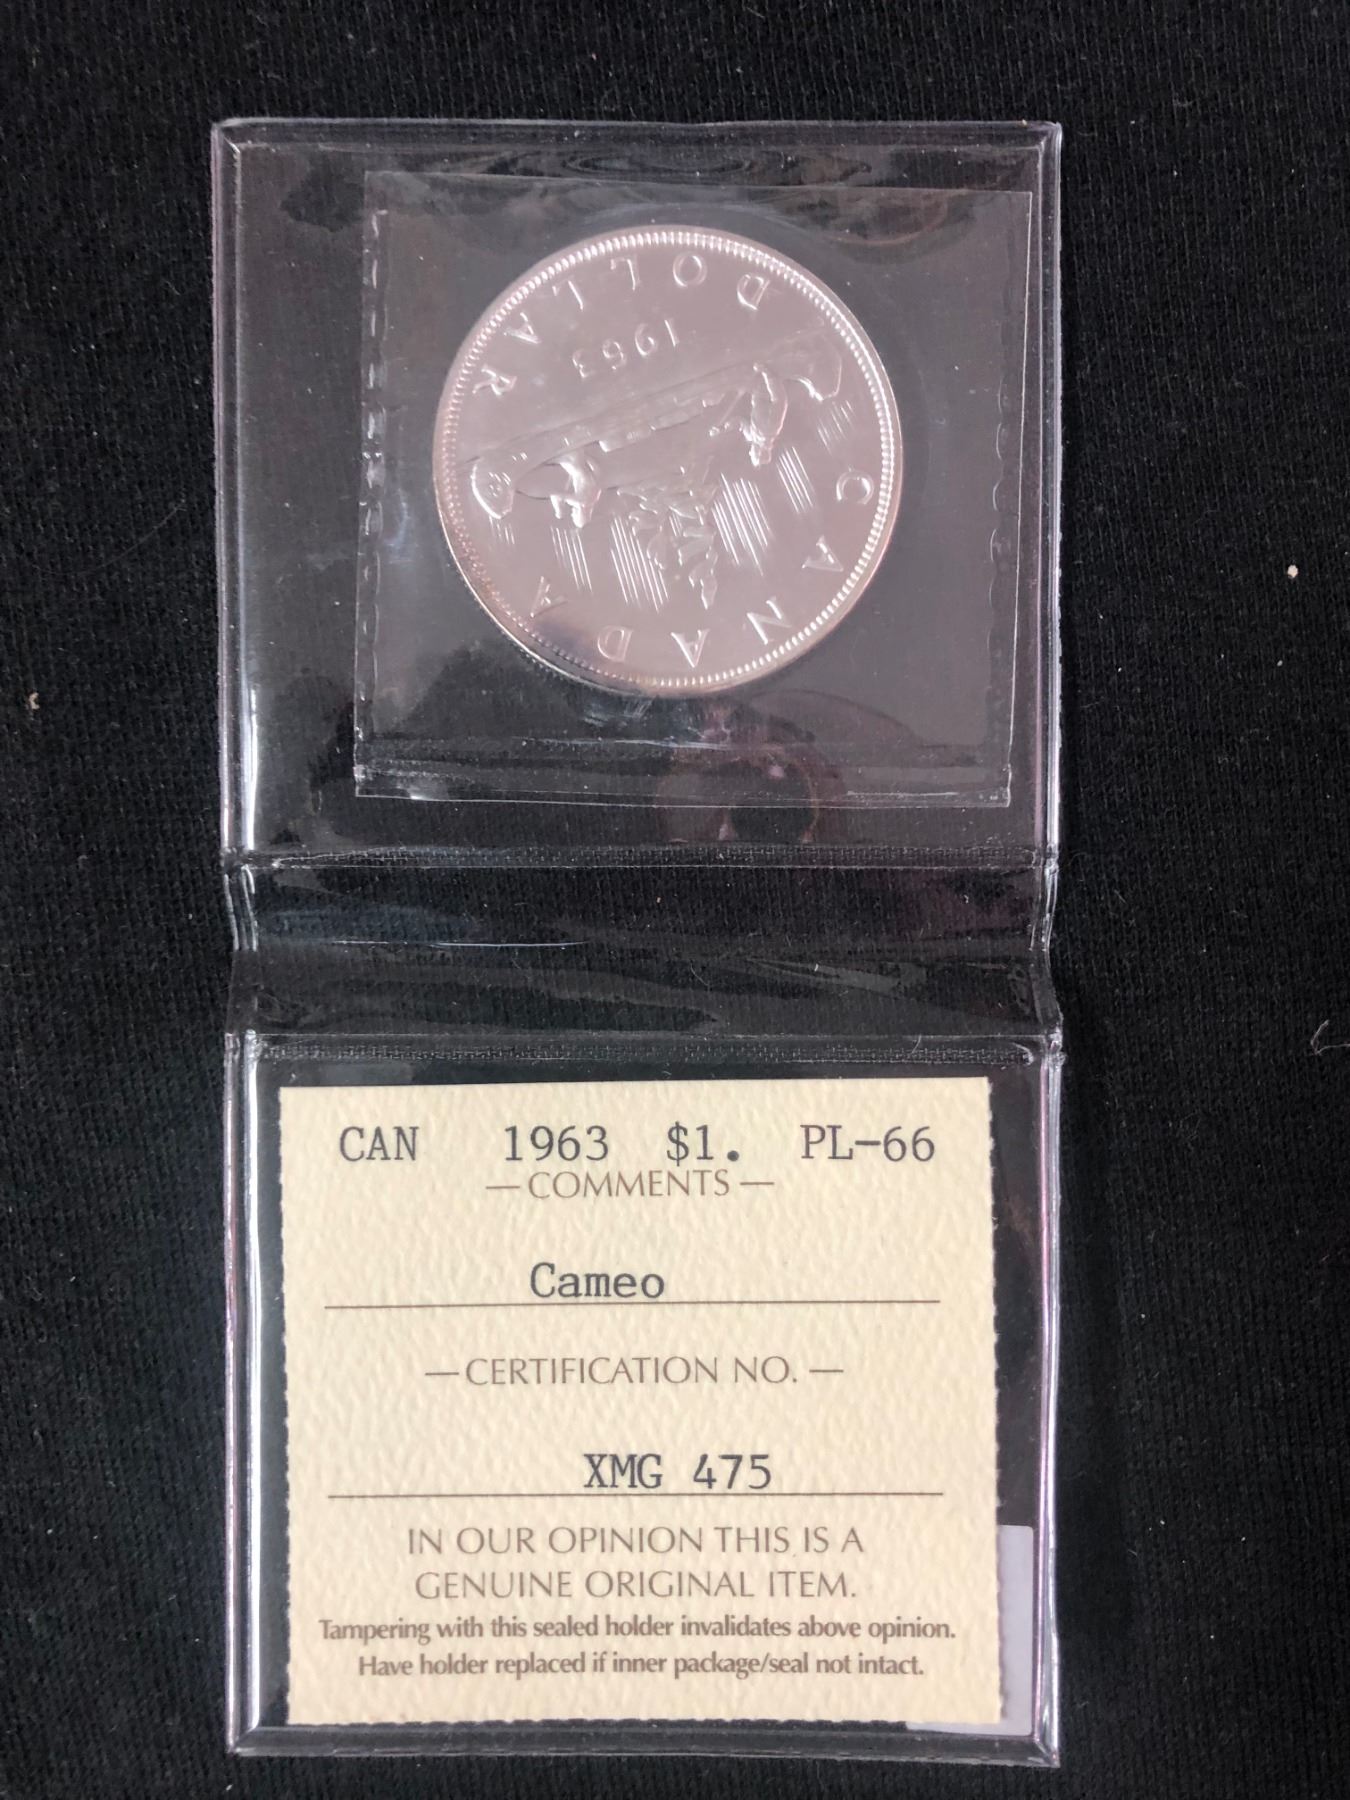 CANADA
1963
DOLLAR
CAN 1963 $1. PL-66
—COMMENTS—
Cameo
—CERTIFICATION NO.—
XMG 475
IN OUR OPINION THIS IS A
GENUINE ORIGINAL ITEM.
Tampering with this sealed holder invalidates above opinion.
Have holder replaced if inner package/seal not intact.